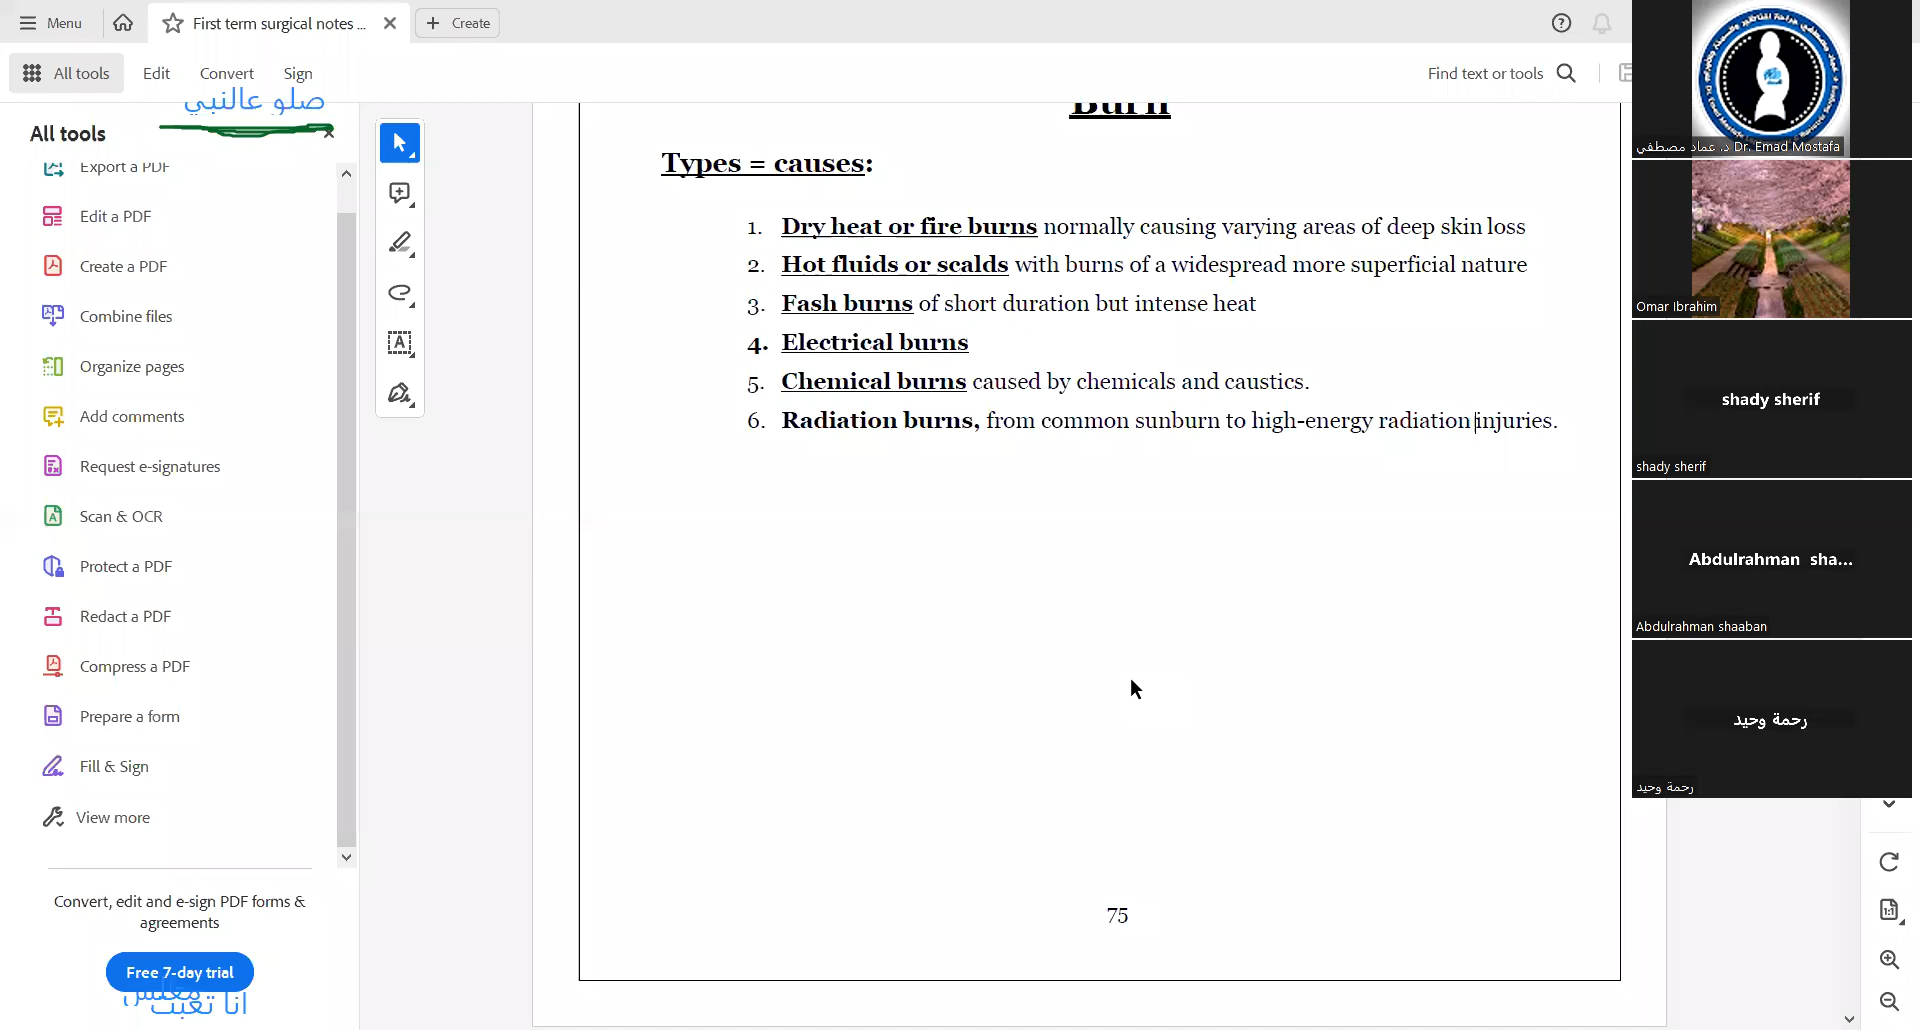 Menu
First term surgical notes ...
Create
All tools
Edit
Convert
Sign
Find text or tools
صلو عالنبي
All tools
Export a PDF
Edit a PDF
Create a PDF
Combine files
Organize pages
Add comments
Request e-signatures
Scan & OCR
Protect a PDF
Redact a PDF
Compress a PDF
Prepare a form
Fill & Sign
View more
Convert, edit and e-sign PDF forms &
agreements
Free 7-day trial
انا تعبت
Burn
Types = causes:
1. Dry heat or fire burns normally causing varying areas of deep skin loss
2. Hot fluids or scalds with burns of a widespread more superficial nature
3. Fash burns of short duration but intense heat
4. Electrical burns
5. Chemical burns caused by chemicals and caustics.
6. Radiation burns, from common sunburn to high-energy radiation injuries.
75
د. عماد مصطفي Dr. Emad Mostafa
Omar Ibrahim
shady sherif
shady sherif
Abdulrahman sha...
Abdulrahman shaaban
رحمة وحيد
رحمة وحيد